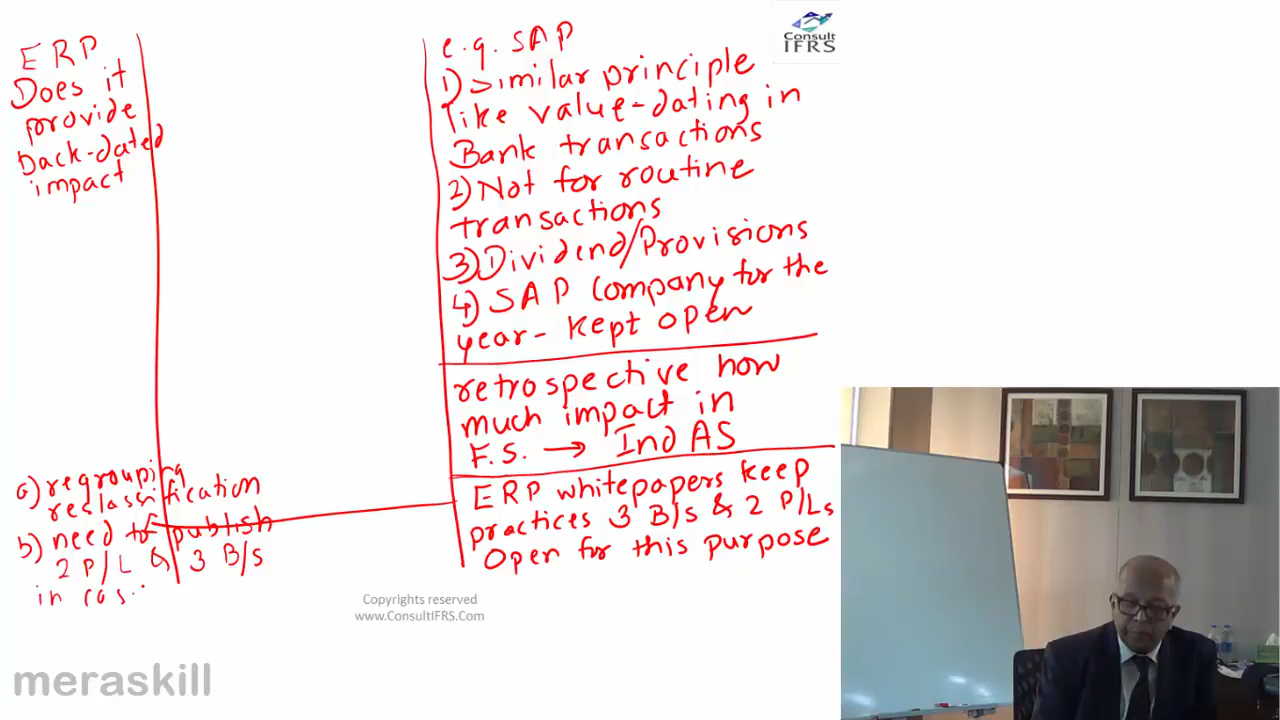 ERP
Does it
provide
back-dated
impact
a) regrouping
reclassification
b) need to publish
2 P/L & 3 B/s
in cas
e.g. SAP
1) Similar principle
like value-dating in
Bank transactions
2) Not for routine
transactions
3) Dividend/Provisions
4) SAP Company for the
year- kept open
retrospective how
much impact in
F.S. → Ind AS
ERP whitepapers keep
practices 3 B/s & 2 P/Ls
Open for this purpose
Consult
IFRS
Copyrights reserved
www.ConsultIFRS.Com
meraskill